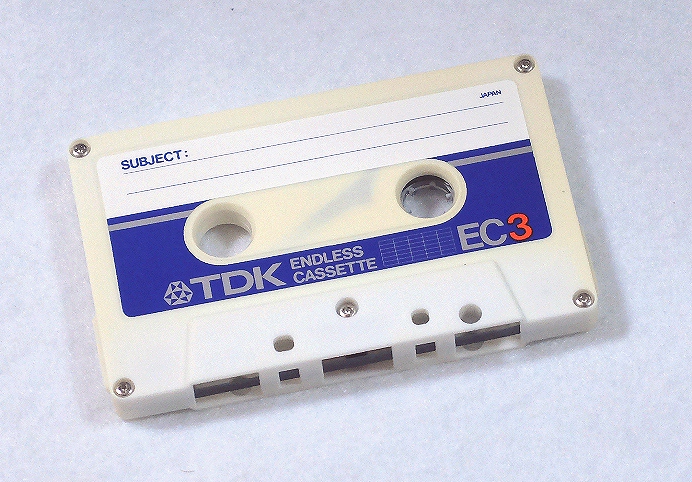 JAPAN
SUBJECT:
TDK ENDLESS CASSETTE EC3